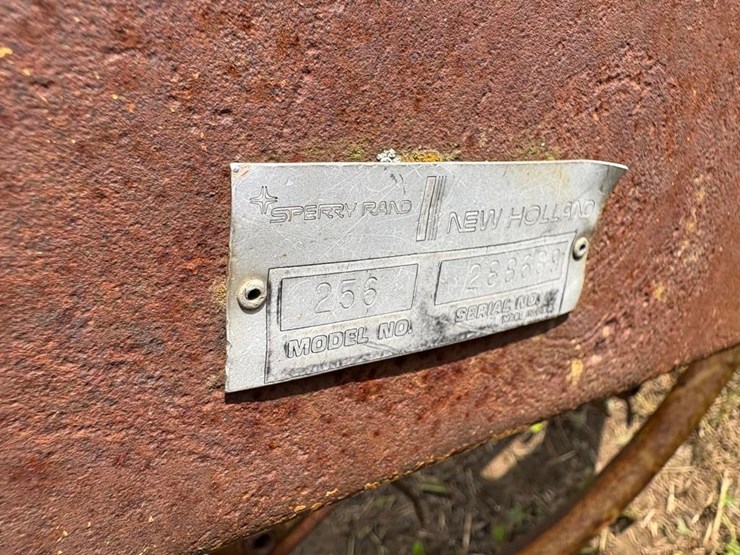 SPERRY RAND NEW HOLLAND
256
MODEL NO.
SERIAL NO.